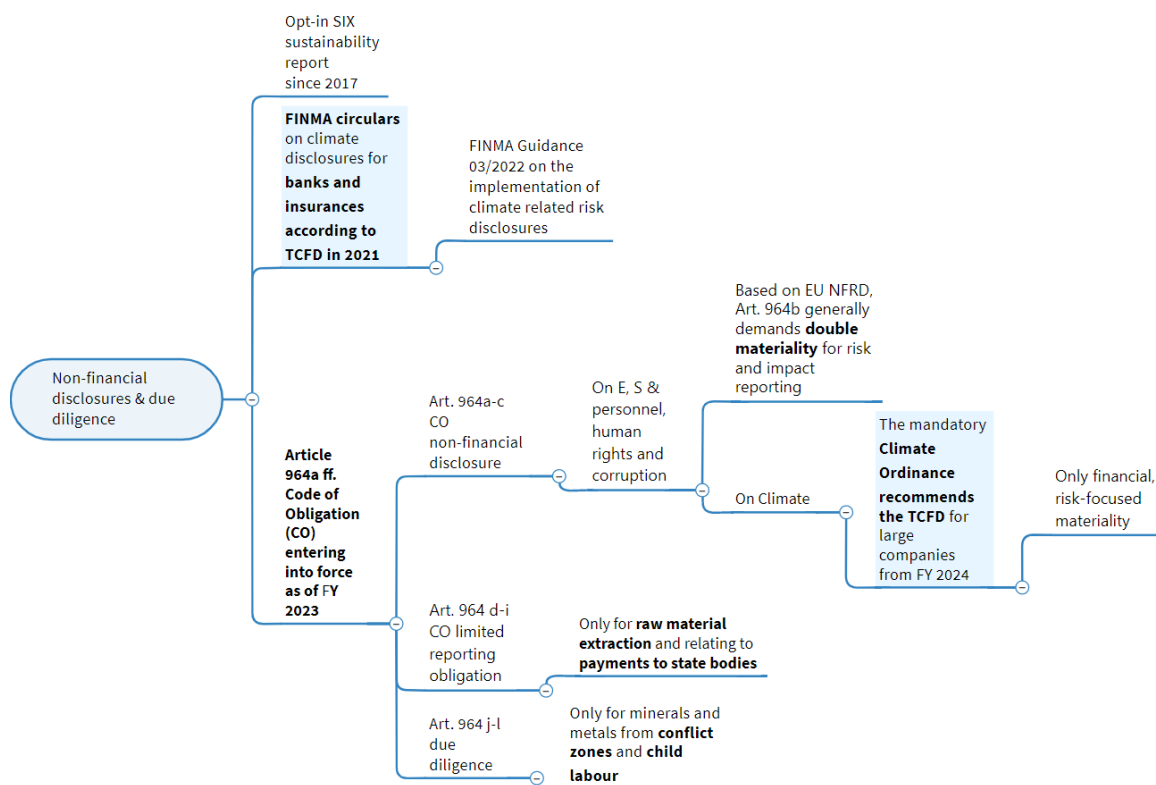 Opt-in SIX
sustainability
report
since 2017
FINMA circulars
on climate
disclosures for
banks and
insurances
according to
TCFD in 2021
FINMA Guidance
03/2022 on the
implementation of
climate related risk
disclosures
Non-financial
disclosures & due
diligence
Article
964a ff.
Code of
Obligation
(CO)
entering
into force
as of FY
2023
Art. 964a-c
CO
non-financial
disclosure
On E, S &
personnel,
human
rights and
corruption
Based on EU NFRD,
Art. 964b generally
demands double
materiality for risk
and impact
reporting
On Climate
The mandatory
Climate
Ordinance
recommends
the TCFD for
large
companies
from FY 2024
Only financial,
risk-focused
materiality
Art. 964 d-i
CO limited
reporting
obligation
Only for raw material
extraction and relating to
payments to state bodies
Art. 964 j-l
due
diligence
Only for minerals and
metals from conflict
zones and child
labour